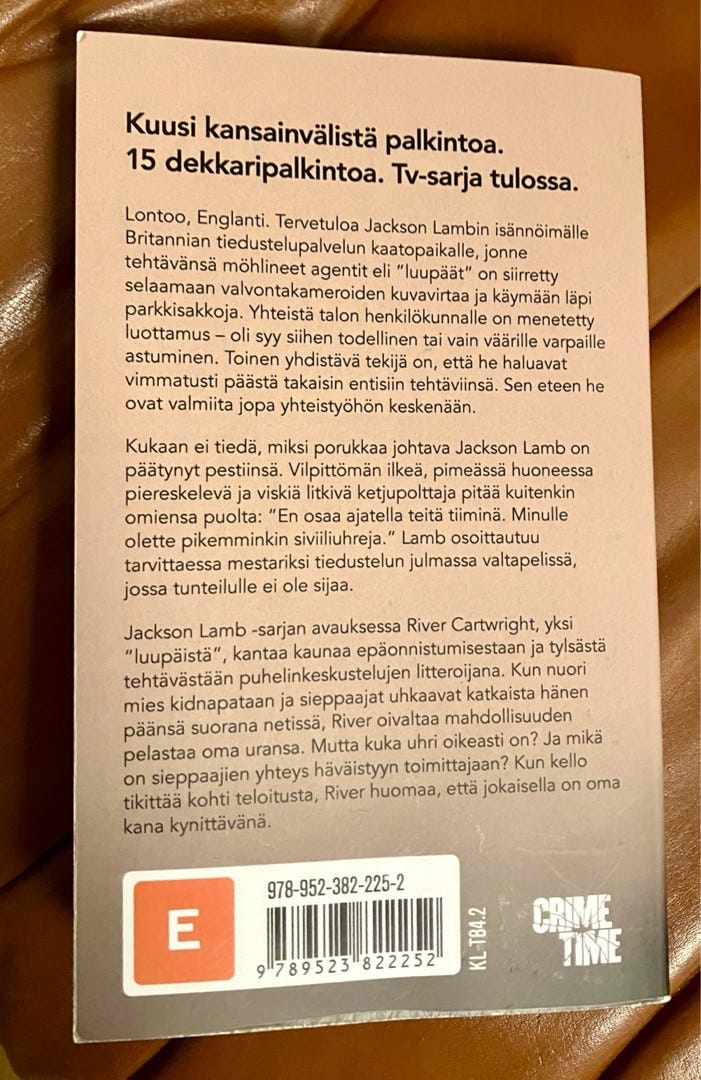 Kuusi kansainvälistä palkintoa.
15 dekkaripalkintoa. Tv-sarja tulossa.
Lontoo, Englanti. Tervetuloa Jackson Lambin isännöimälle
Britannian tiedustelupalvelun kaatopaikalle, jonne
tehtävänsä möhlineet agentit eli ”luupäät” on siirretty
selaamaan valvontakameroiden kuvavirtaa ja käymään läpi
parkkisakkoja. Yhteistä talon henkilökunnalle on menetetty
luottamus – oli syy siihen todellinen tai vain väärille varpaille
astuminen. Toinen yhdistävä tekijä on, että he haluavat
vimmatusti päästä takaisin entisiin tehtäviinsä. Sen eteen he
ovat valmiita jopa yhteistyöhön keskenään.
Kukaan ei tiedä, miksi porukkaa johtava Jackson Lamb on
päätynyt pestiinsä. Vilpittömän ilkeä, pimeässä huoneessa
piereskelevä ja viskiä litkivä ketjupolttaja pitää kuitenkin
omiensa puolta: ”En osaa ajatella teitä tiiminä. Minulle
olette pikemminkin siviiliuhreja.” Lamb osoittautuu
tarvittaessa mestariksi tiedustelun julmassa valtapelissä,
jossa tunteilulle ei ole sijaa.
Jackson Lamb -sarjan avauksessa River Cartwright, yksi
”luupäistä”, kantaa kaunaa epäonnistumisestaan ja tylsästä
tehtävästään puhelinkeskustelujen litteroijana. Kun nuori
mies kidnapataan ja sieppaajat uhkaavat katkaista hänen
päänsä suorana netissä, River oivaltaa mahdollisuuden
pelastaa oma uransa. Mutta kuka uhri oikeasti on? Ja mikä
on sieppaajien yhteys häväistyyn toimittajaan? Kun kello
tikittää kohti teloitusta, River huomaa, että jokaisella on oma
kana kynittävänä.
E
978-952-382-225-2
9 789523 822252
KL T84.2
CRIME
TIME